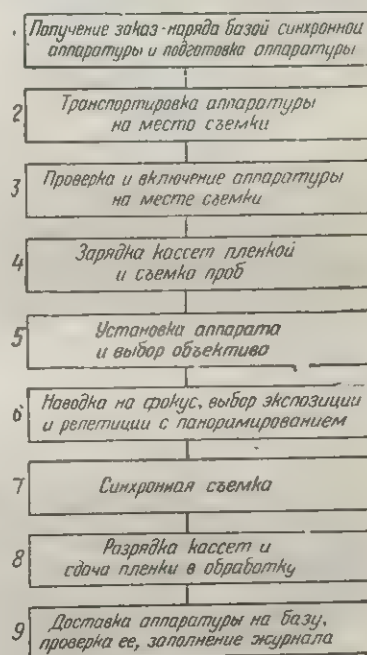 Получение заказ-наряда базой синхронной
аппаратуры и подготовка аппаратуры
2 Транспортировка аппаратуры
на место съемки
3 Проверка и включение аппаратуры
на месте съемки
4 Зарядка кассет пленкой
и съемка проб
5 Установка аппарата
и выбор объектива
6 Наводка на фокус, выбор экспозиции
и репетиции с панорамированием
7 Синхронная съемка
8 Разрядка кассет и
сдача пленки в обработку
9 Доставка аппаратуры на базу,
проверка ее, заполнение журнала